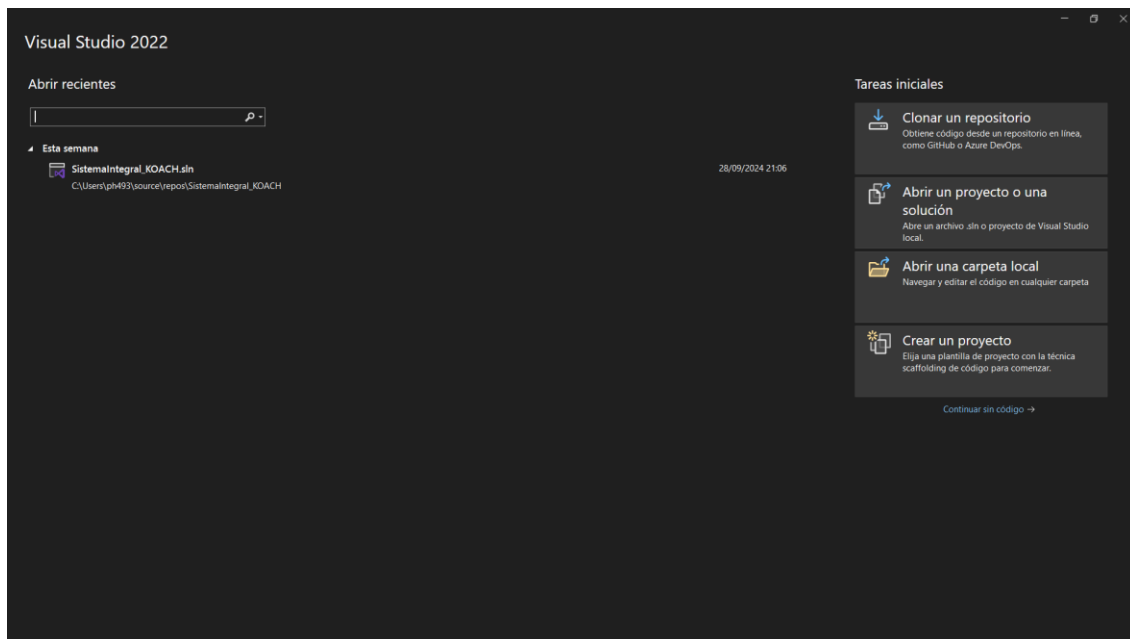 Visual Studio 2022
Abrir recientes
Esta semana
SistemaIntegral_KOACH.sln
28/09/2024 21:06
C:\Users\ph493\source\repos\SistemaIntegral_KOACH
Tareas iniciales
Clonar un repositorio
Obtiene código desde un repositorio en línea,
como GitHub o Azure DevOps.
Abrir un proyecto o una
solución
Abre un archivo .sln o proyecto de Visual Studio
local.
Abrir una carpeta local
Navegar y editar el código en cualquier carpeta
Crear un proyecto
Elija una plantilla de proyecto con la técnica
scaffolding de código para comenzar.
Continuar sin código →